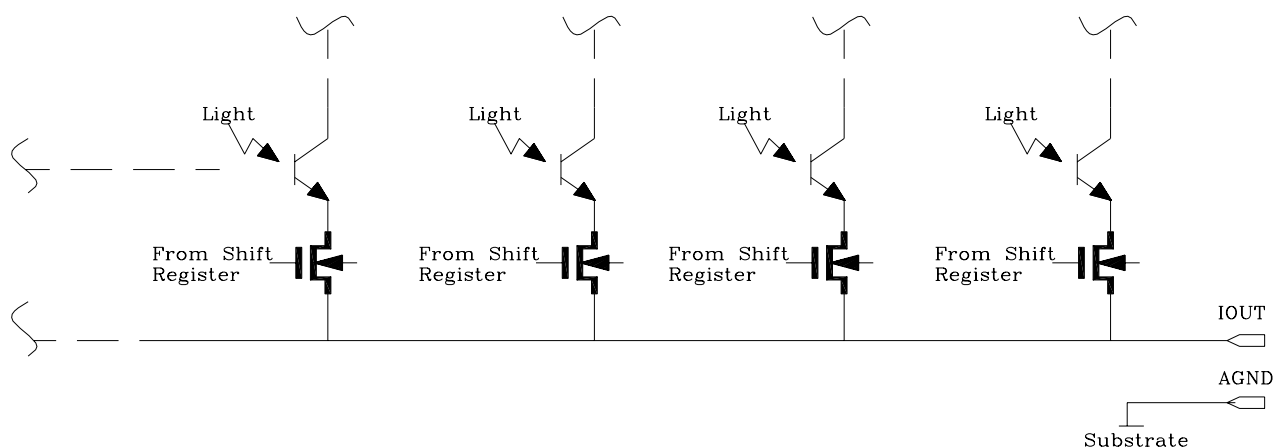 Light
Light
Light
Light
From Shift
Register
From Shift
Register
From Shift
Register
From Shift
Register
IOUT
AGND
Substrate